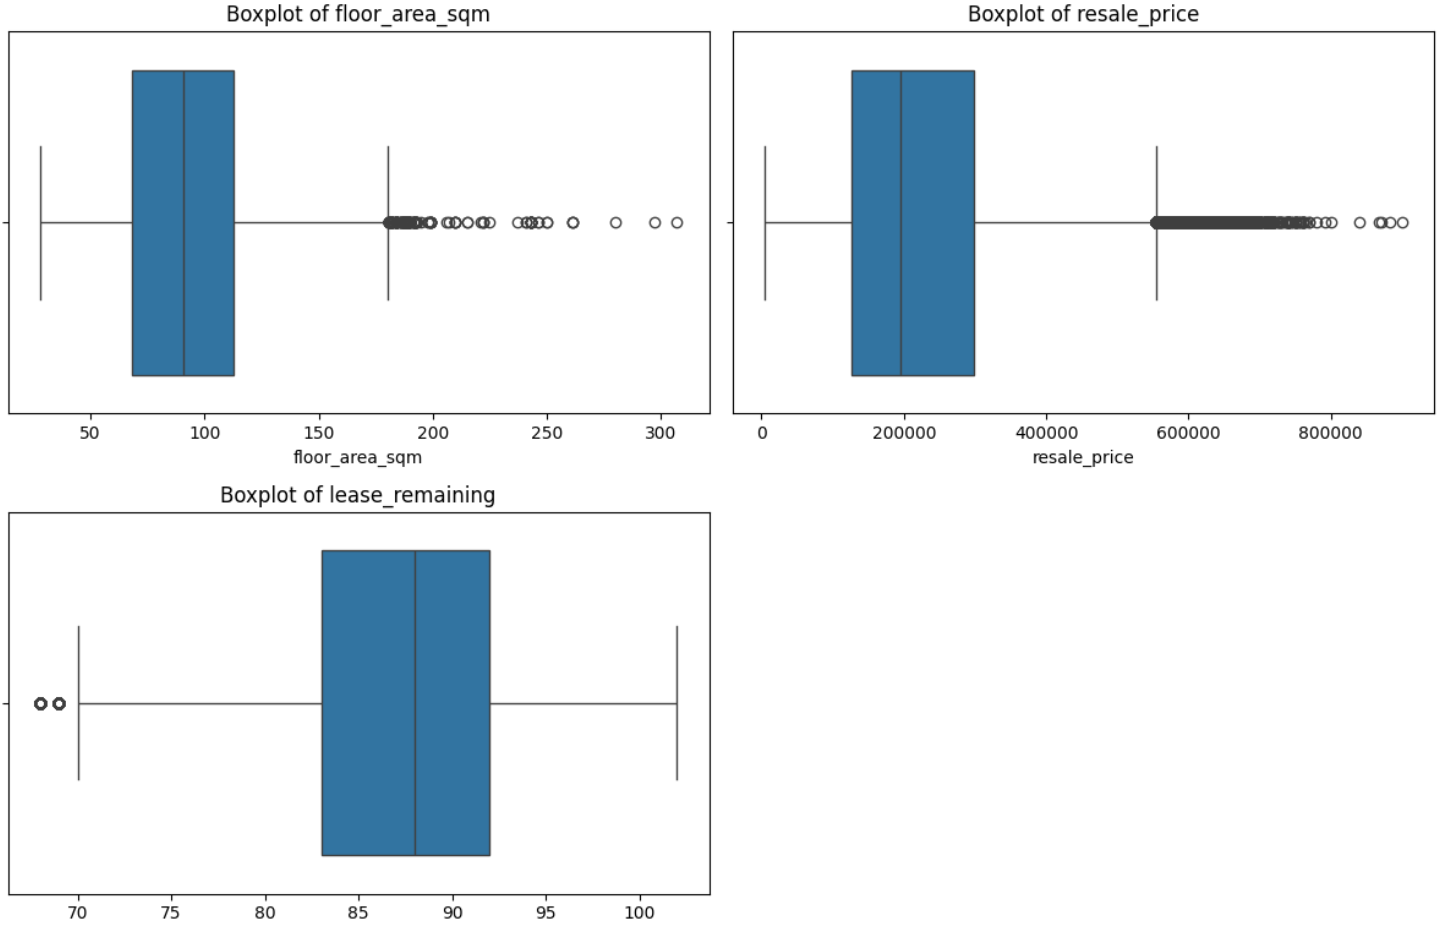 Boxplot of floor_area_sqm
50 100 150 200 250 300
floor_area_sqm
Boxplot of resale_price
0 200000 400000 600000 800000
resale_price
Boxplot of lease_remaining
70 75 80 85 90 95 100